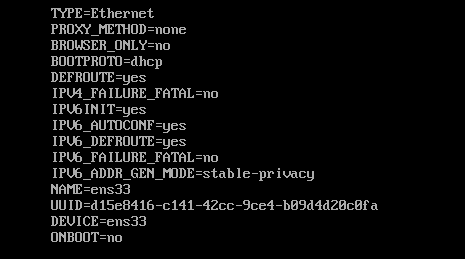 TYPE=Ethernet
PROXY_METHOD=none
BROWSER_ONLY=no
BOOTPROTO=dhcp
DEFROUTE=yes
IPV4_FAILURE_FATAL=no
IPV6INIT=yes
IPV6_AUTOCONF=yes
IPV6_DEFROUTE=yes
IPV6_FAILURE_FATAL=no
IPV6_ADDR_GEN_MODE=stable-privacy
NAME=ens33
UUID=d15e8416-c141-42cc-9ce4-b09d4d20c0fa
DEVICE=ens33
ONBOOT=no